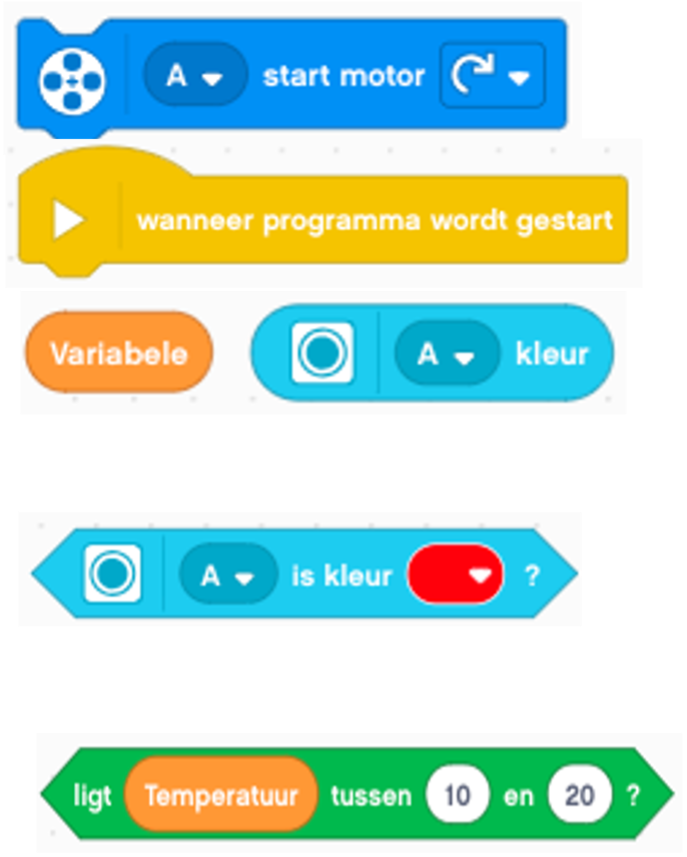 A start motor
wanneer programma wordt gestart
Variabele A kleur
A is kleur ?
ligt Temperatuur tussen 10 en 20 ?